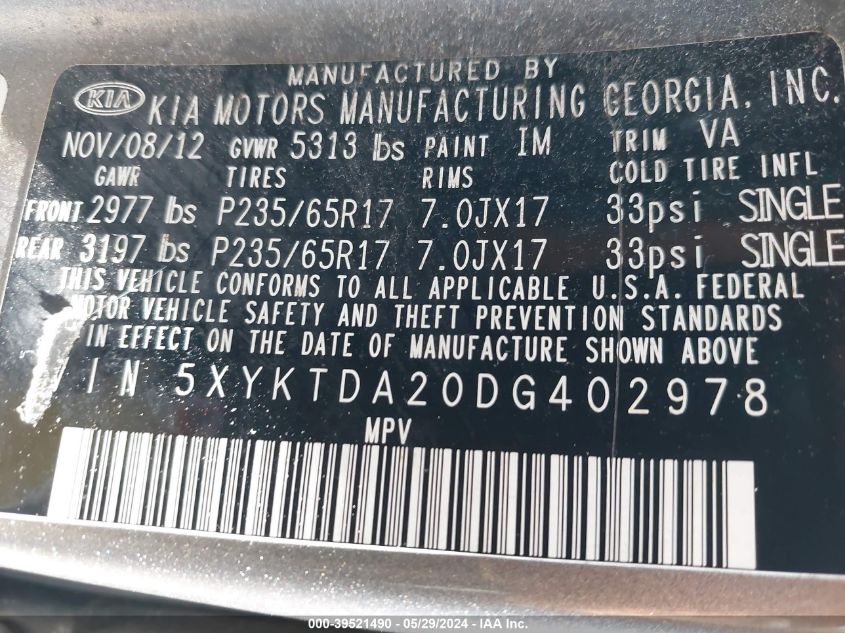 MANUFACTURED BY
KIA KIA MOTORS MANUFACTURING GEORGIA, INC.
NOV/08/12 GVWR 5313 lbs PAINT IM TRIM VA
GAWR TIRES RIMS COLD TIRE INFL
FRONT 2977 lbs P235/65R17 7.0JX17 33psi SINGLE
REAR 3197 lbs P235/65R17 7.0JX17 33psi SINGLE
THIS VEHICLE CONFORMS TO ALL APPLICABLE U.S.A. FEDERAL
MOTOR VEHICLE SAFETY AND THEFT PREVENTION STANDARDS
IN EFFECT ON THE DATE OF MANUFACTURE SHOWN ABOVE
VIN 5XYKTDA20DG402978
MPV
000-39521490 - 05/29/2024 - IAA, Inc.